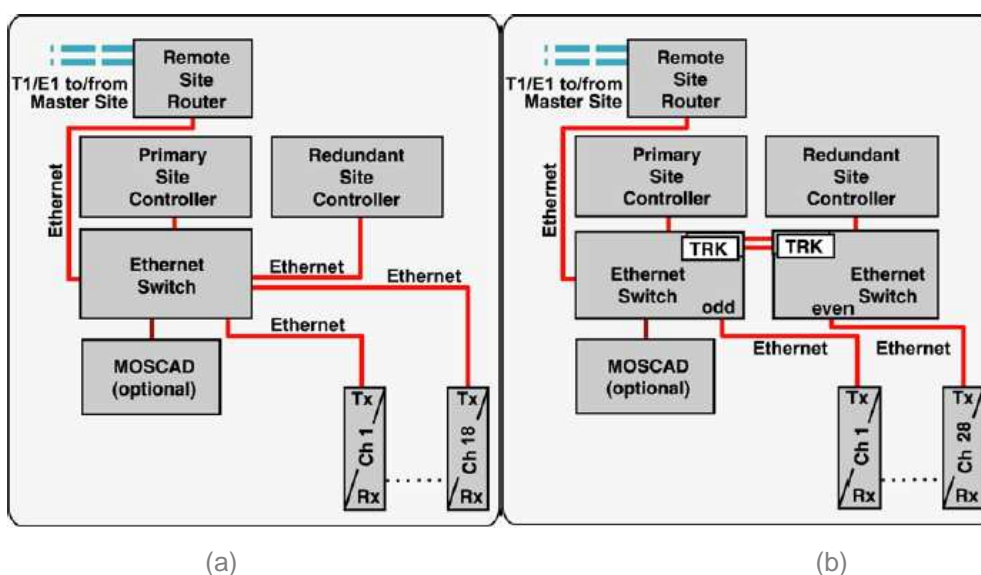 Remote
Site
Router
T1/E1 to/from
Master Site
Ethernet
Primary
Site
Controller
Redundant
Site
Controller
Ethernet
Switch
Ethernet
Ethernet
Ethernet
MOSCAD
(optional)
Tx
Ch 1
Rx
Tx
Ch 18
Rx
(a)
Remote
Site
Router
T1/E1 to/from
Master Site
Ethernet
Primary
Site
Controller
Redundant
Site
Controller
TRK
TRK
Ethernet
Switch
odd
Ethernet
Switch
even
Ethernet
Ethernet
MOSCAD
(optional)
Tx
Ch 1
Rx
Tx
Ch 28
Rx
(b)